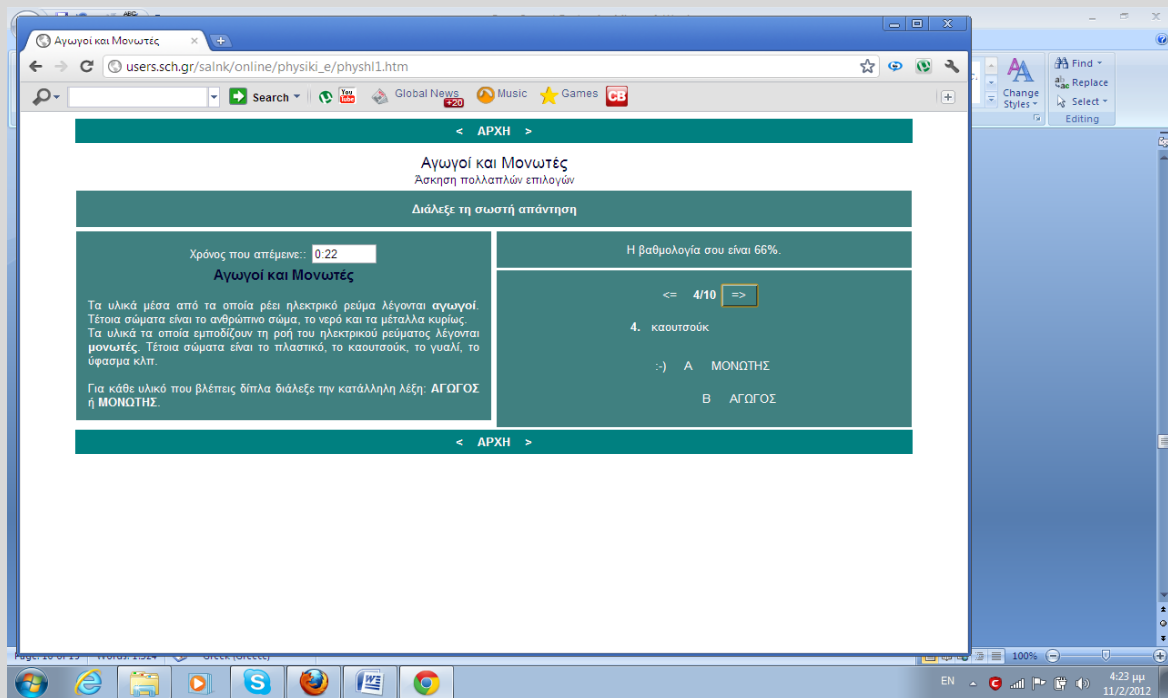 Αγωγοί και Μονωτές
users.sch.gr/salnk/online/physiki_e/physhl1.htm
Search
You Tube
Global News
+20
Music
Games
CB
Find
Replace
Select
Change Styles
Editing
< ΑΡΧΗ >
Αγωγοί και Μονωτές
Άσκηση πολλαπλών επιλογών
Διάλεξε τη σωστή απάντηση
Χρόνος που απέμεινε:: 0:22
Αγωγοί και Μονωτές
Τα υλικά μέσα από τα οποία ρέει ηλεκτρικό ρεύμα λέγονται αγωγοί.
Τέτοια σώματα είναι το ανθρώπινο σώμα, το νερό και τα μέταλλα κυρίως.
Τα υλικά τα οποία εμποδίζουν τη ροή του ηλεκτρικού ρεύματος λέγονται
μονωτές. Τέτοια σώματα είναι το πλαστικό, το καουτσούκ, το γυαλί, το
ύφασμα κλπ.
Για κάθε υλικό που βλέπεις δίπλα διάλεξε την κατάλληλη λέξη: ΑΓΩΓΟΣ
ή ΜΟΝΩΤΗΣ.
Η βαθμολογία σου είναι 66%.
<= 4/10 =>
4. καουτσούκ
:-) A ΜΟΝΩΤΗΣ
B ΑΓΩΓΟΣ
< ΑΡΧΗ >
100%
EN
4:23 μμ
11/2/2012